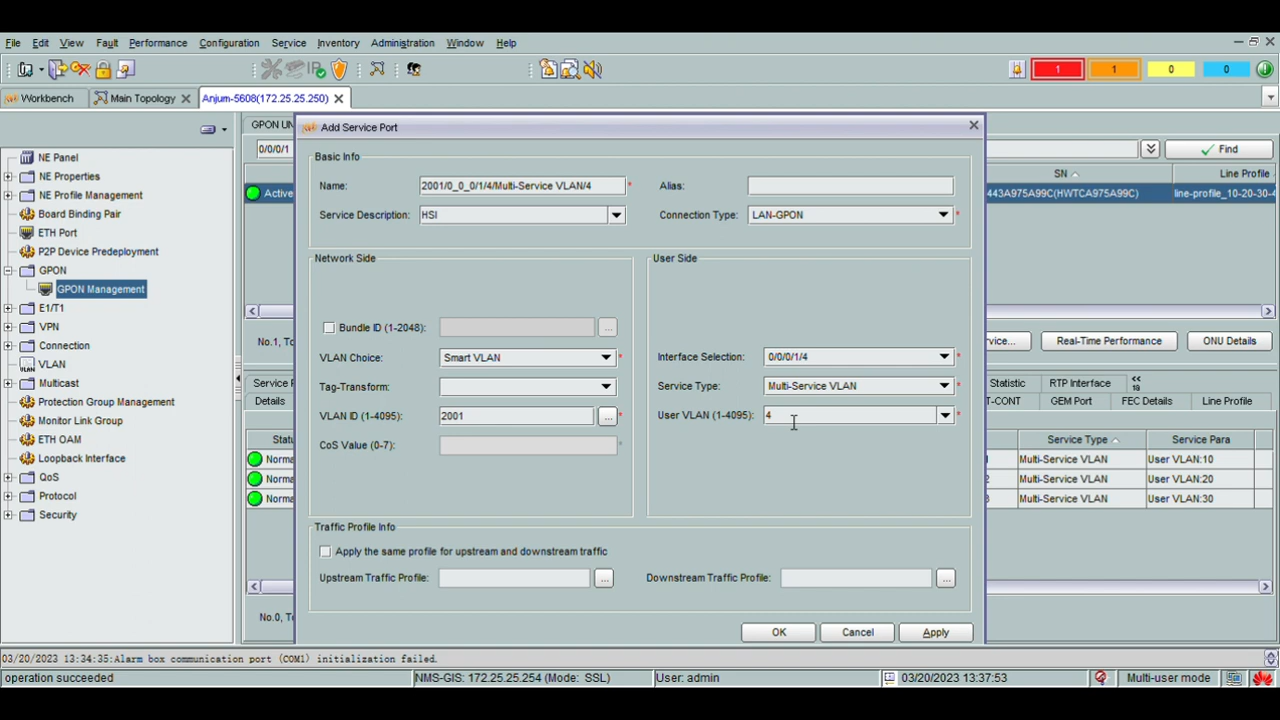 File Edit View Fault Performance Configuration Service Inventory Administration Window Help
1 1 0 0
Workbench Main Topology Anjum-5608(172.25.25.250)
GPON UN
Add Service Port
0/0/0/1
Find
NE Panel
NE Properties
NE Profile Management
Board Binding Pair
ETH Port
P2P Device Predeployment
GPON
GPON Management
E1/T1
VPN
Connection
VLAN
Multicast
Protection Group Management
Monitor Link Group
ETH OAM
Loopback Interface
QoS
Protocol
Security
Basic Info
Name: 2001/0_0_0/1/4/Multi-Service VLAN/4 * Alias:
Service Description: HSI Connection Type: LAN-GPON *
Network Side
Bundle ID (1-2048): ...
VLAN Choice: Smart VLAN *
Tag-Transform:
VLAN ID (1-4095): 2001 ... *
CoS Value (0-7): *
User Side
Interface Selection: 0/0/0/1/4 *
Service Type: Multi-Service VLAN *
User VLAN (1-4095): 4 *
Traffic Profile Info
Apply the same profile for upstream and downstream traffic
Upstream Traffic Profile: ... Downstream Traffic Profile: ...
OK Cancel Apply
SN Line Profile
Active 443A975A99C(HWTCA975A99C) line-profile_10-20-30-4
No.1, To vice... Real-Time Performance ONU Details
Service P Statistic RTP Interface 19
Details T-CONT GEM Port FEC Details Line Profile
Statu Service Type Service Para
Norma 1 Multi-Service VLAN User VLAN:10
Norma 2 Multi-Service VLAN User VLAN:20
Norma 3 Multi-Service VLAN User VLAN:30
No.0, To
03/20/2023 13:34:35:Alarm box communication port (COM1) initialization failed.
operation succeeded NMS-GIS: 172.25.25.254 (Mode: SSL) User: admin 03/20/2023 13:37:53 Multi-user mode